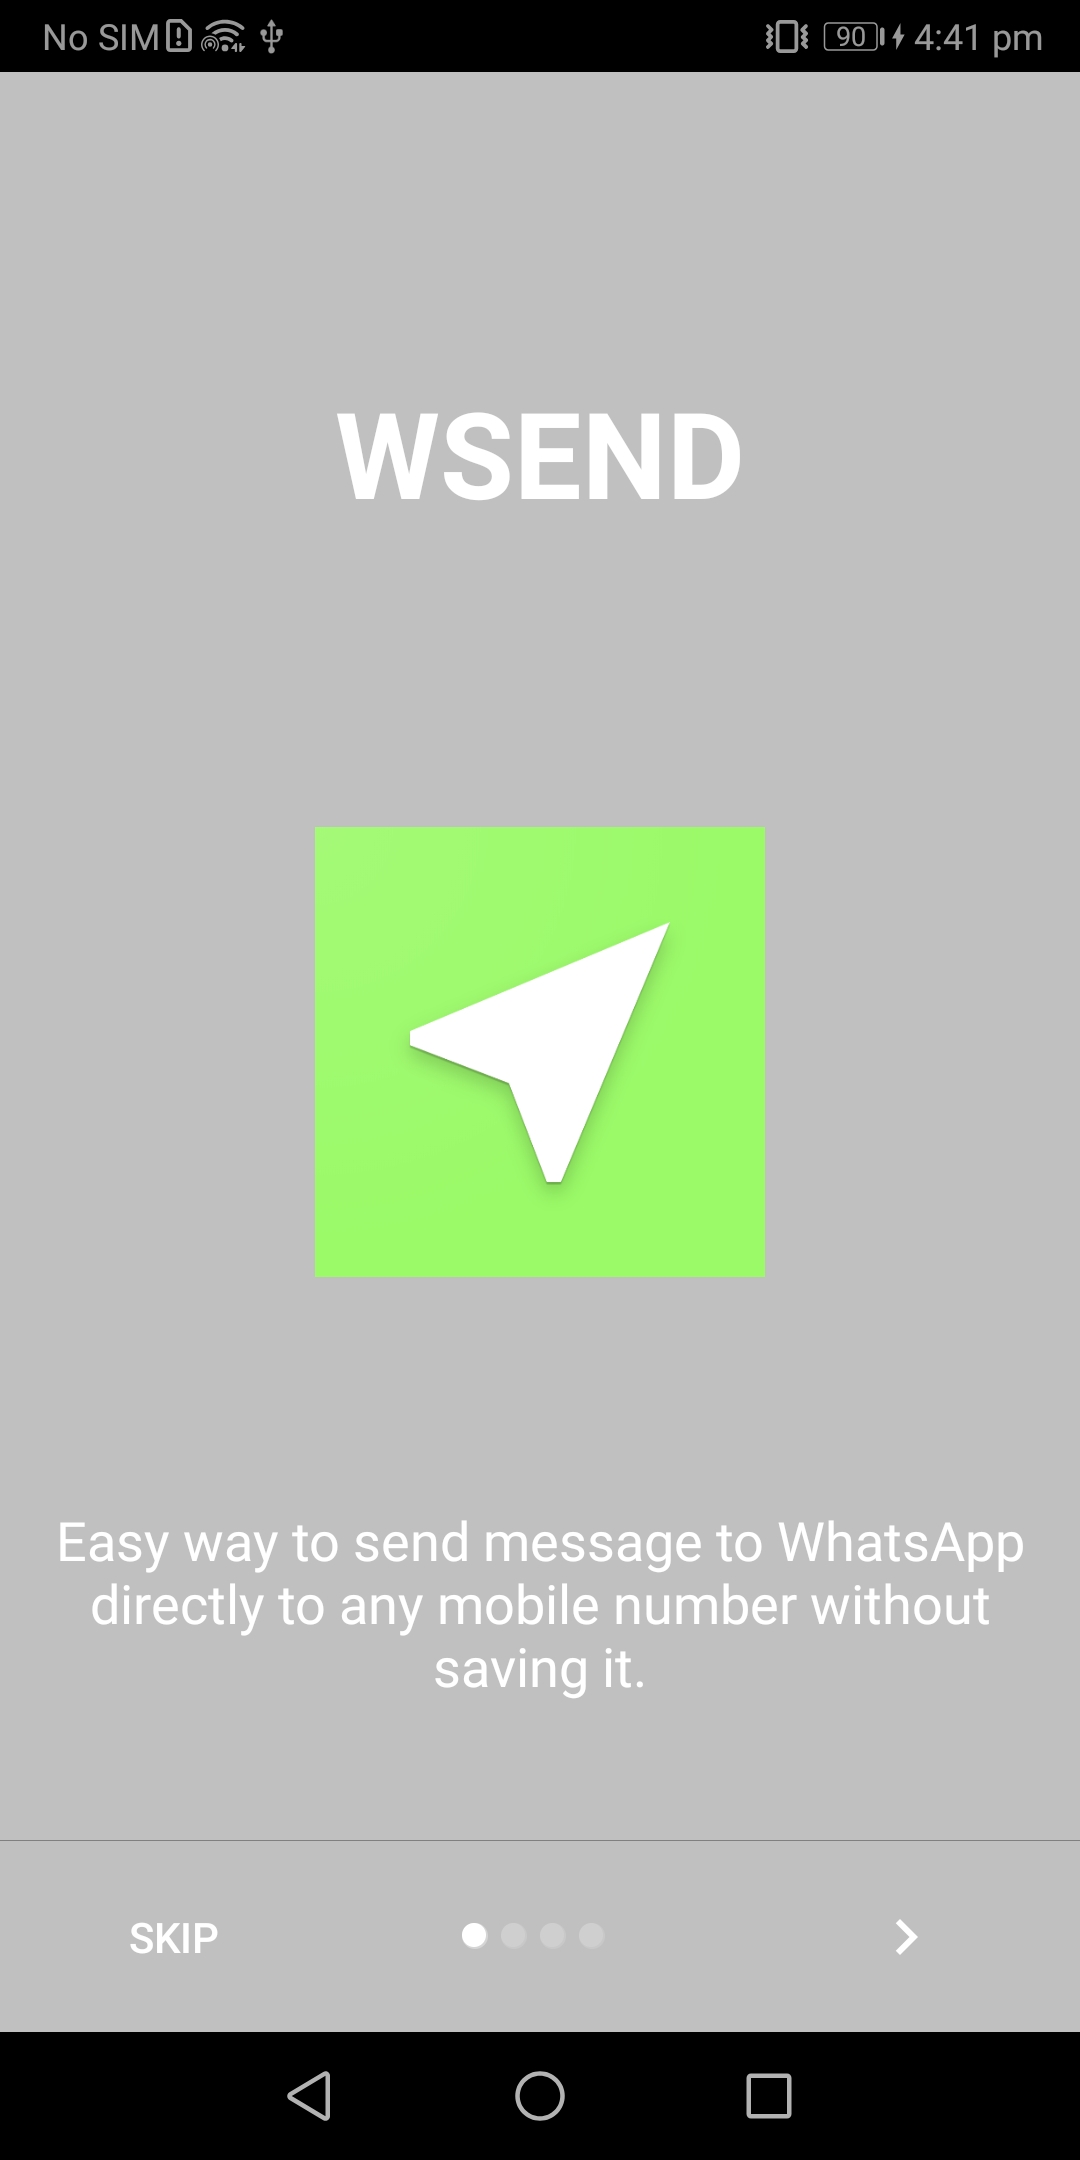 No SIM 90 4:41 pm
WSEND
Easy way to send message to WhatsApp
directly to any mobile number without
saving it.
SKIP